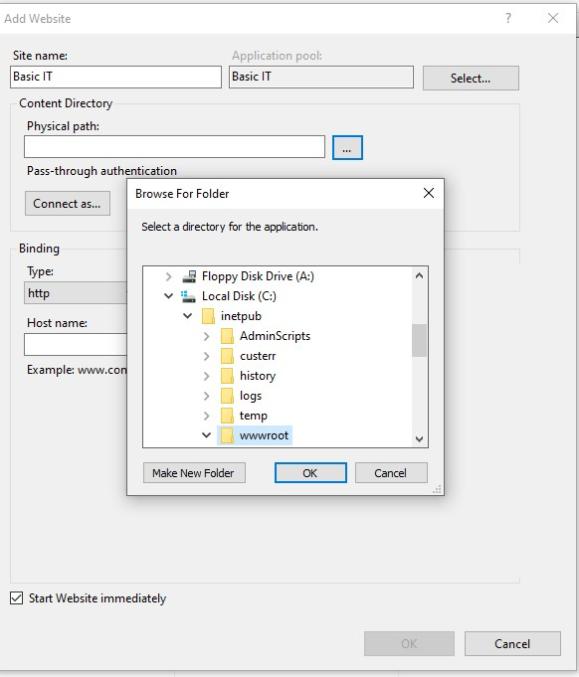 Add Website
?
Site name:
Application pool:
Basic IT
Basic IT
Select...
Content Directory
Physical path:
...
Pass-through authentication
Connect as...
Browse For Folder
Select a directory for the application.
Floppy Disk Drive (A:)
Local Disk (C:)
inetpub
AdminScripts
custerr
history
logs
temp
wwwroot
Make New Folder
OK
Cancel
Binding
Type:
http
Host name:
Example: www.con
Start Website immediately
OK
Cancel